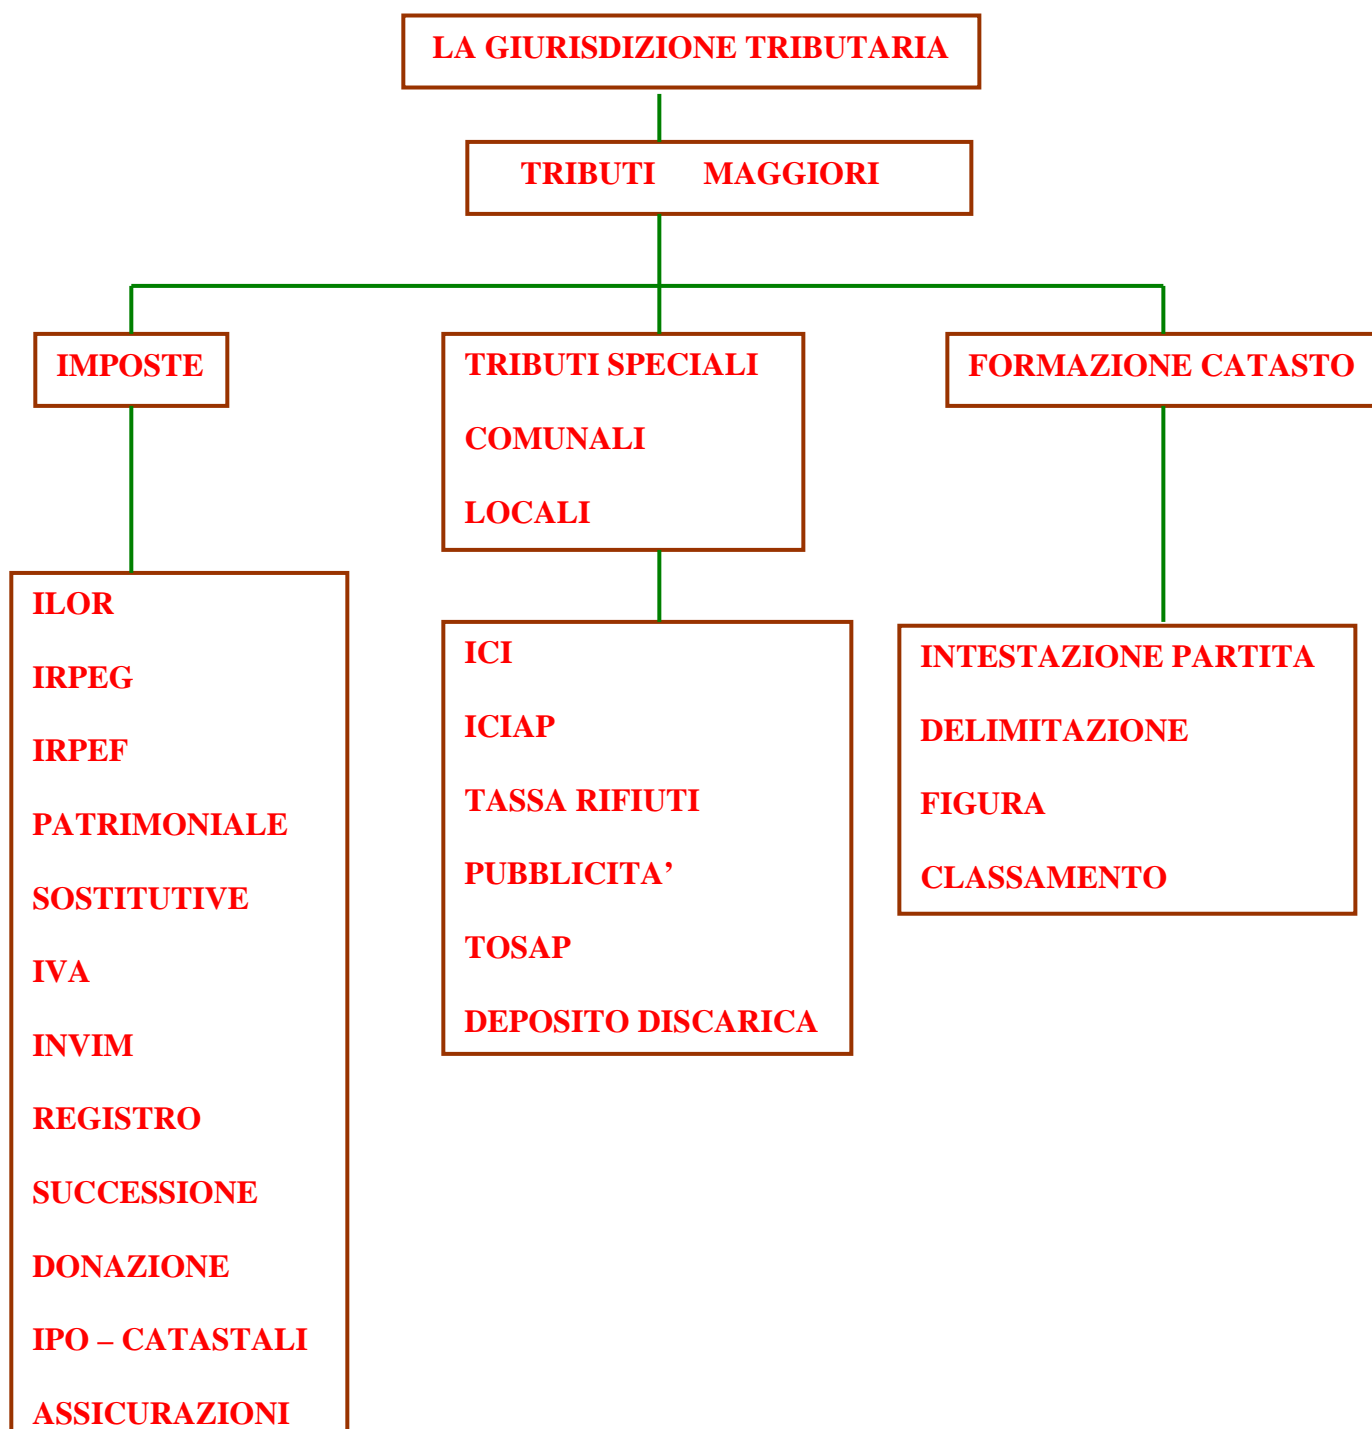 LA GIURISDIZIONE TRIBUTARIA
TRIBUTI MAGGIORI
IMPOSTE
TRIBUTI SPECIALI
COMUNALI
LOCALI
FORMAZIONE CATASTO
ILOR
IRPEG
IRPEF
PATRIMONIALE
SOSTITUTIVE
IVA
INVIM
REGISTRO
SUCCESSIONE
DONAZIONE
IPO – CATASTALI
ASSICURAZIONI
ICI
ICIAP
TASSA RIFIUTI
PUBBLICITA’
TOSAP
DEPOSITO DISCARICA
INTESTAZIONE PARTITA
DELIMITAZIONE
FIGURA
CLASSAMENTO